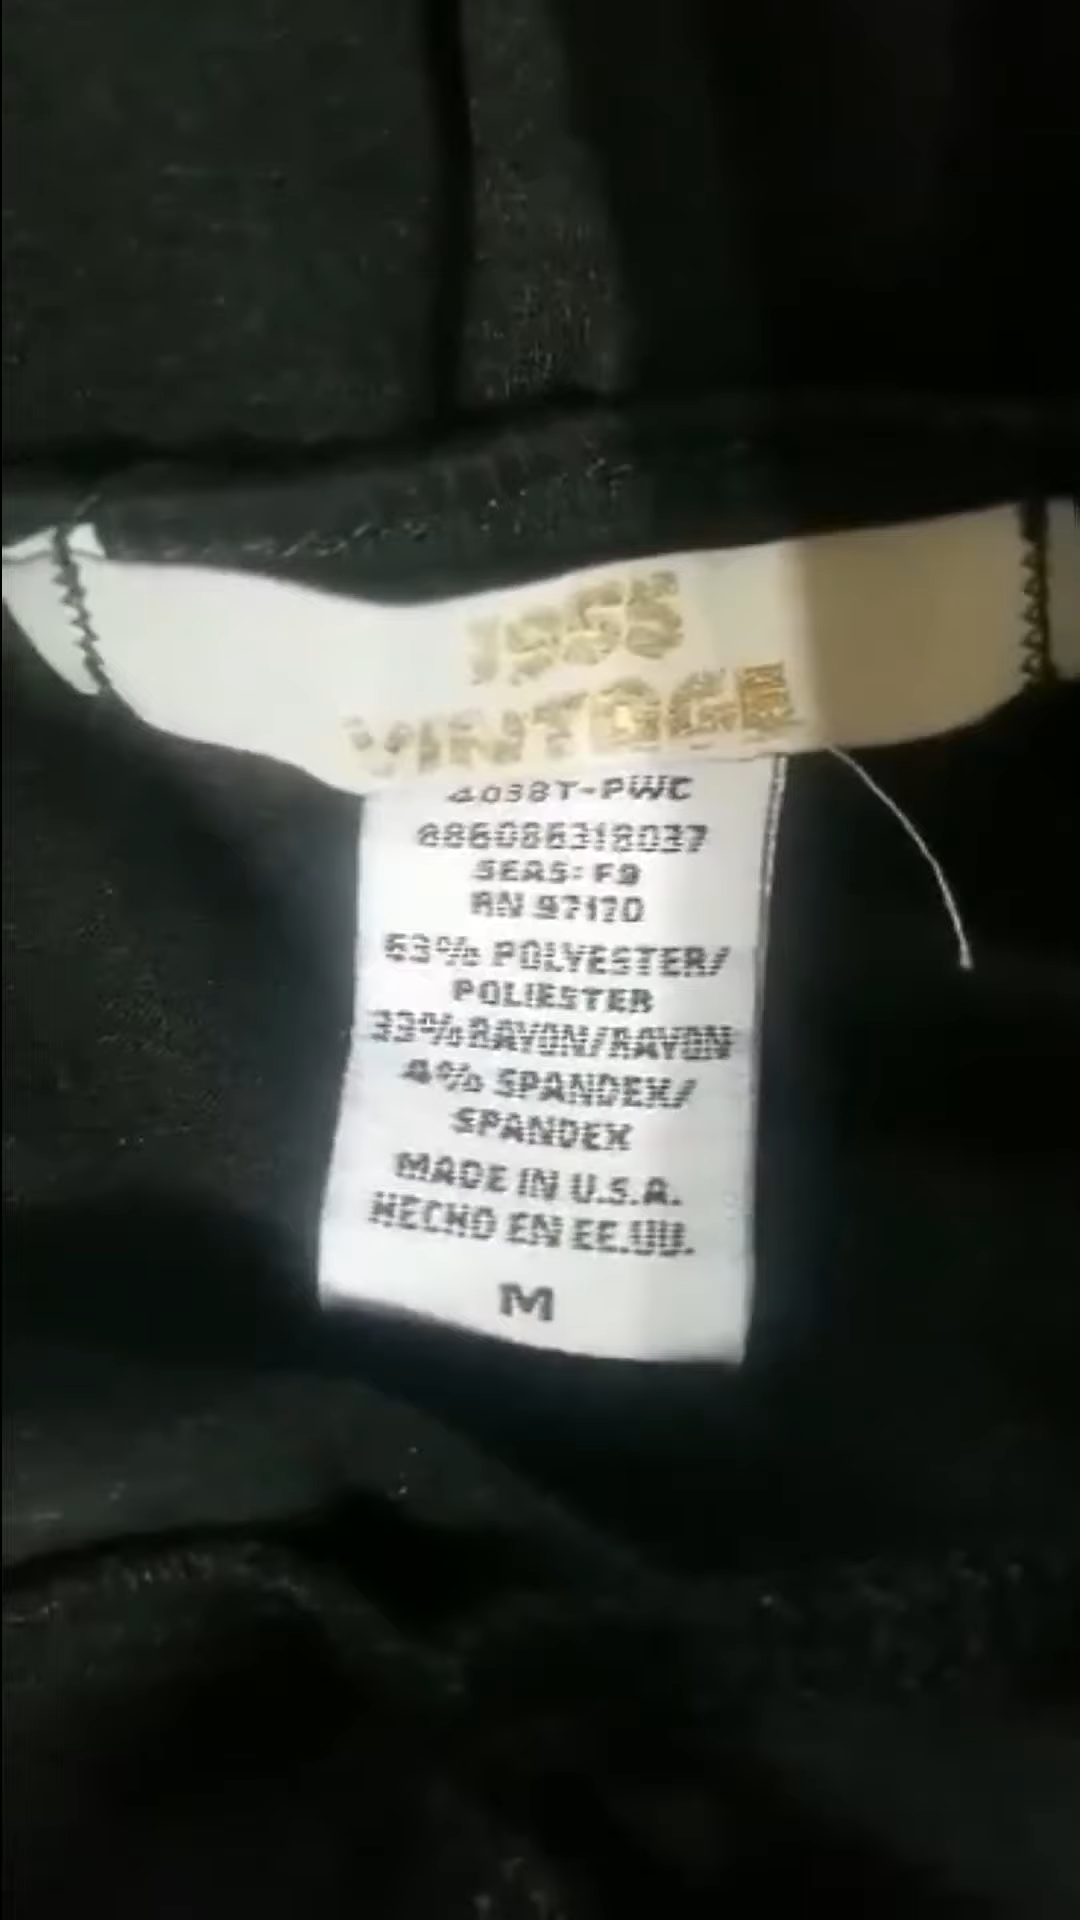 1955
VINTAGE
4038T-PWC
886086318037
SEAS: F9
RN 97170
63% POLYESTER/
POLIESTER
33% RAYON/RAYON
4% SPANDEX/
SPANDEX
MADE IN U.S.A.
HECHO EN EE.UU.
M